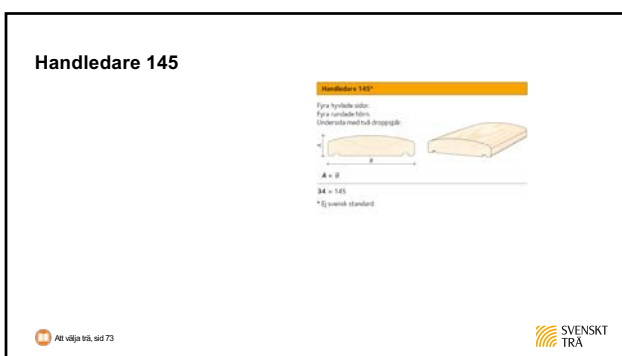 Handledare 145
Handledare 145*
Fyra hyvlade sidor.
Fyra rundade hörn.
Undersida med två droppspår.
A
B
A × B
34 × 145
* Ej svensk standard.
Att välja trä, sid 73
SVENSKT
TRÄ